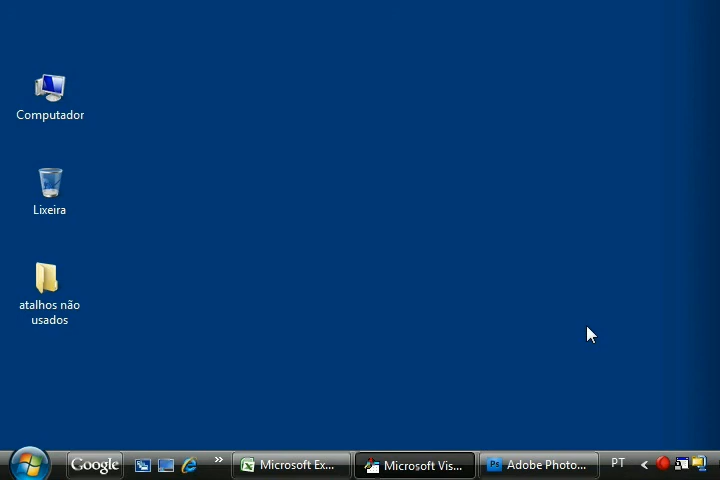 Computador
Lixeira
atalhos não
usados
Google
»
Microsoft Ex...
Microsoft Vis...
Adobe Photo...
PT